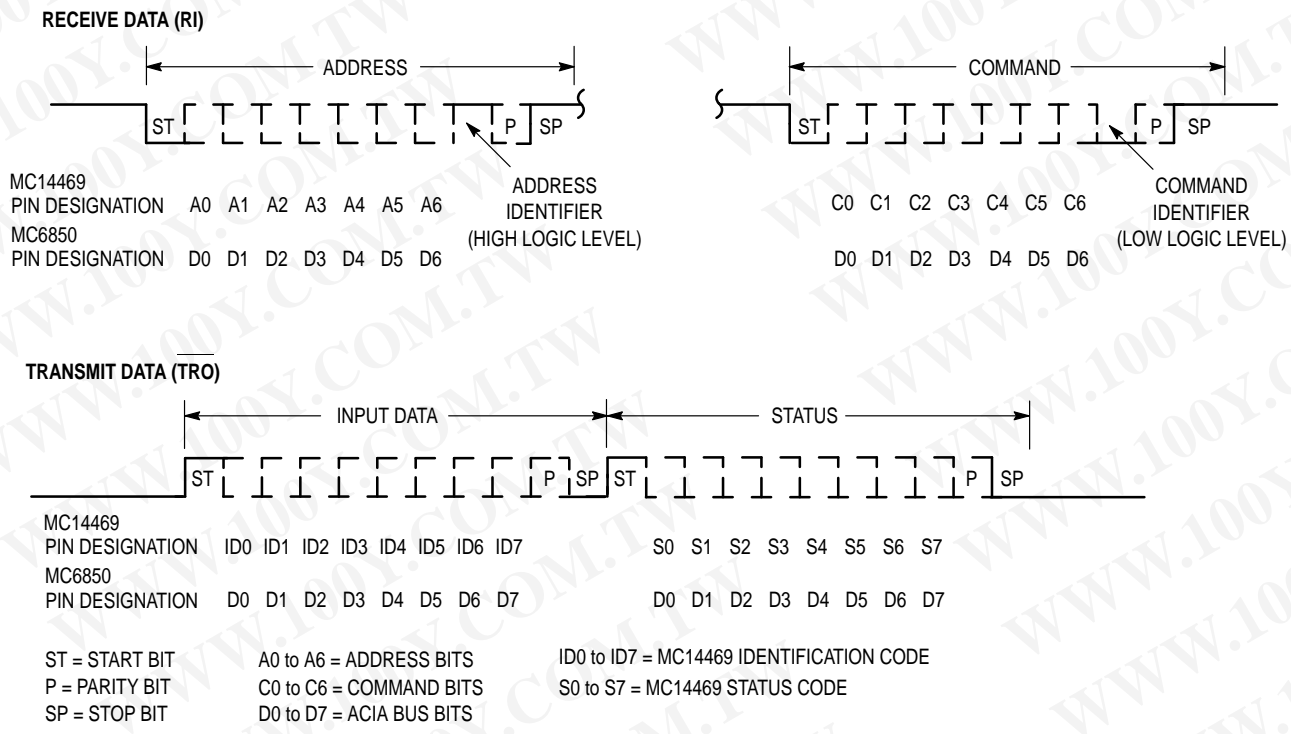 RECEIVE DATA (RI)
ADDRESS
COMMAND
ST P SP
ST P SP
MC14469
PIN DESIGNATION A0 A1 A2 A3 A4 A5 A6
MC6850
PIN DESIGNATION D0 D1 D2 D3 D4 D5 D6
ADDRESS
IDENTIFIER
(HIGH LOGIC LEVEL)
C0 C1 C2 C3 C4 C5 C6
D0 D1 D2 D3 D4 D5 D6
COMMAND
IDENTIFIER
(LOW LOGIC LEVEL)
TRANSMIT DATA (TRO)
INPUT DATA
STATUS
ST P SP ST P SP
MC14469
PIN DESIGNATION ID0 ID1 ID2 ID3 ID4 ID5 ID6 ID7 S0 S1 S2 S3 S4 S5 S6 S7
MC6850
PIN DESIGNATION D0 D1 D2 D3 D4 D5 D6 D7 D0 D1 D2 D3 D4 D5 D6 D7
ST = START BIT
P = PARITY BIT
SP = STOP BIT
A0 to A6 = ADDRESS BITS
C0 to C6 = COMMAND BITS
D0 to D7 = ACIA BUS BITS
ID0 to ID7 = MC14469 IDENTIFICATION CODE
S0 to S7 = MC14469 STATUS CODE
WWW.100Y.COM.TW